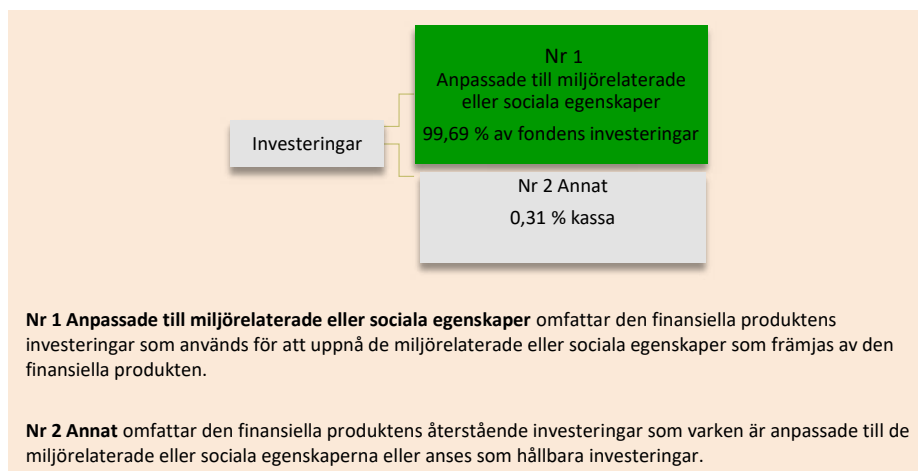 Nr 1
Anpassade till miljörelaterade
eller sociala egenskaper
99,69 % av fondens investeringar
Investeringar
Nr 2 Annat
0,31 % kassa
Nr 1 Anpassade till miljörelaterade eller sociala egenskaper omfattar den finansiella produktens
investeringar som används för att uppnå de miljörelaterade eller sociala egenskaper som främjas av den
finansiella produkten.
Nr 2 Annat omfattar den finansiella produktens återstående investeringar som varken är anpassade till de
miljörelaterade eller sociala egenskaperna eller anses som hållbara investeringar.